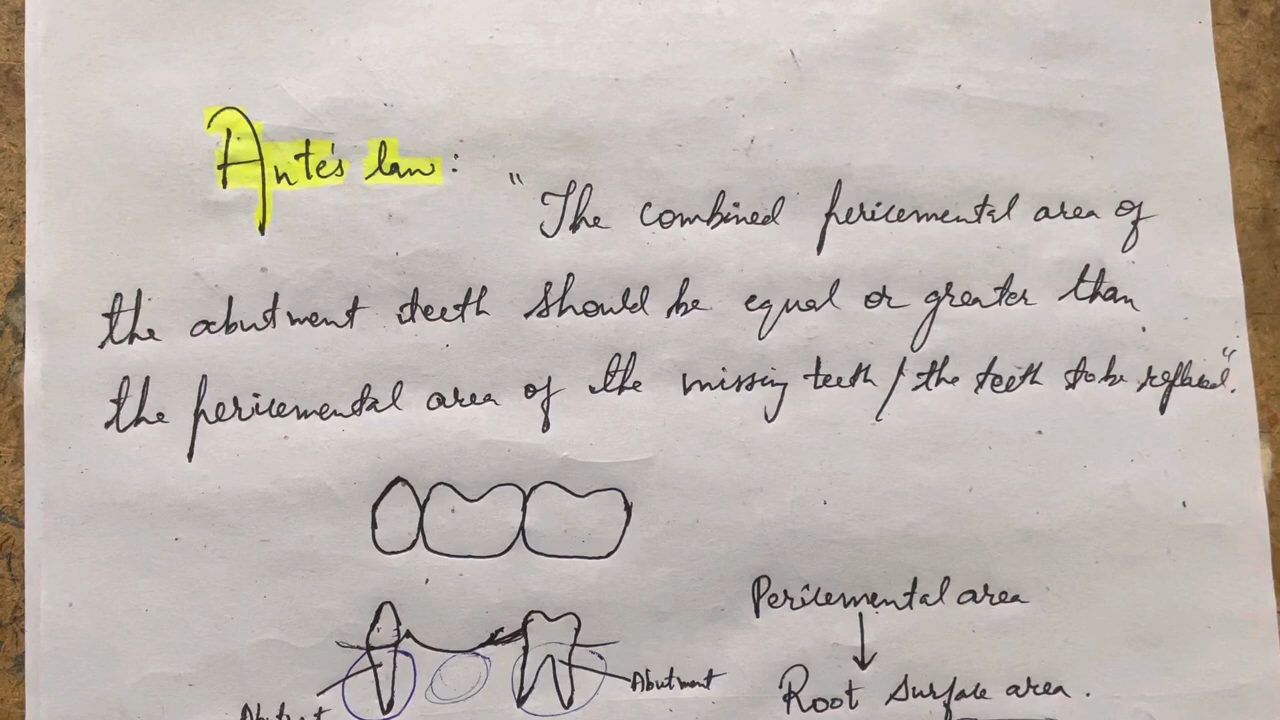 Ante's law:
"The combined pericemental area of
the abutment teeth should be equal or greater than
the pericemental area of the missing teeth / the teeth to be replaced".
Pericemental area
↓
Abutment
Root surface area.